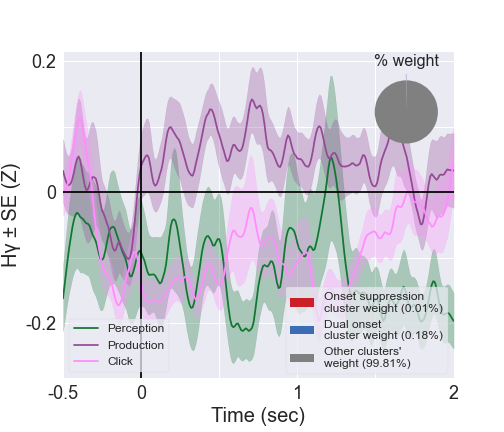 % weight
0.2
0
-0.2
Hγ ± SE (Z)
Perception
Production
Click
Onset suppression
cluster weight (0.01%)
Dual onset
cluster weight (0.18%)
Other clusters'
weight (99.81%)
-0.5
0
1
2
Time (sec)